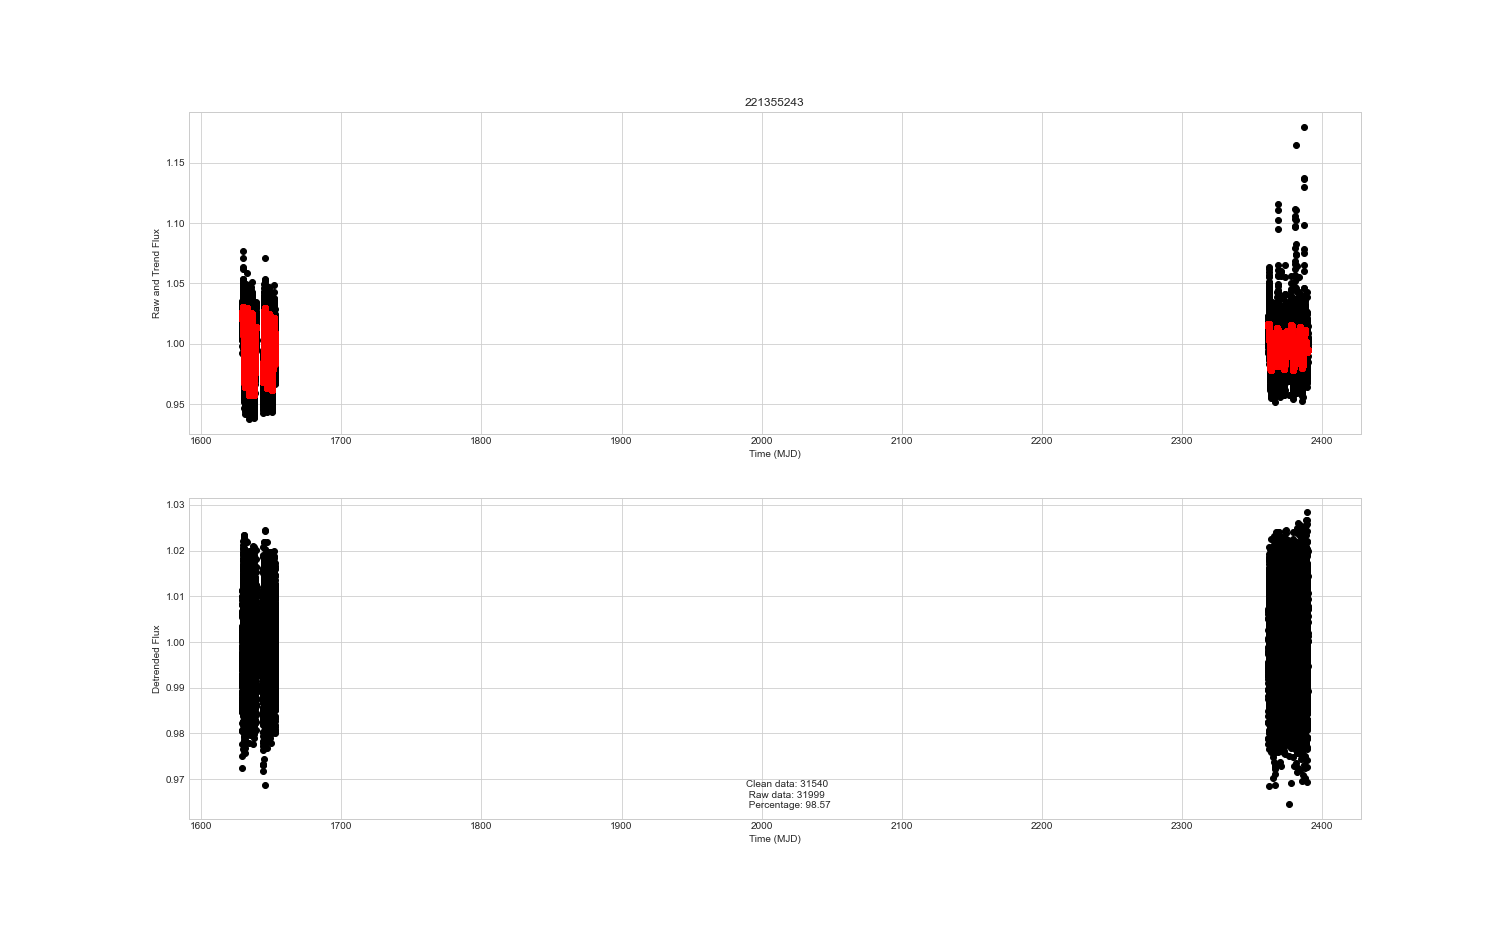 221355243
1.15
1.10
1.05
1.00
0.95
Raw and Trend Flux
1600 1700 1800 1900 2000 2100 2200 2300 2400
Time (MJD)
1.03
1.02
1.01
1.00
0.99
0.98
0.97
Detrended Flux
Clean data: 31540
Raw data: 31999
Percentage: 98.57
1600 1700 1800 1900 2000 2100 2200 2300 2400
Time (MJD)